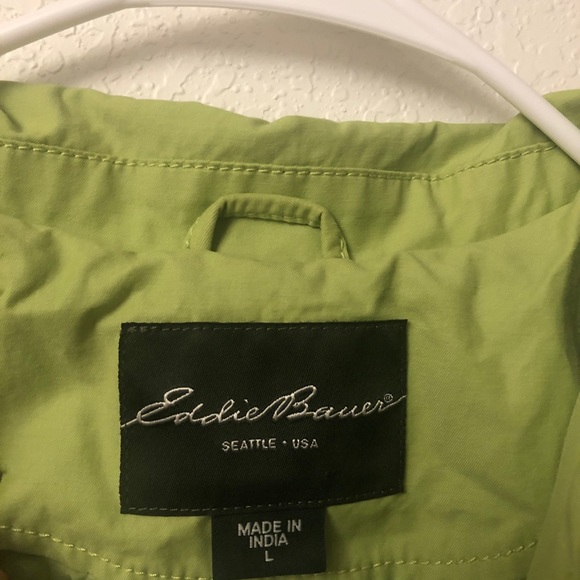 Eddie Bauer®
SEATTLE • USA
MADE IN
INDIA
L